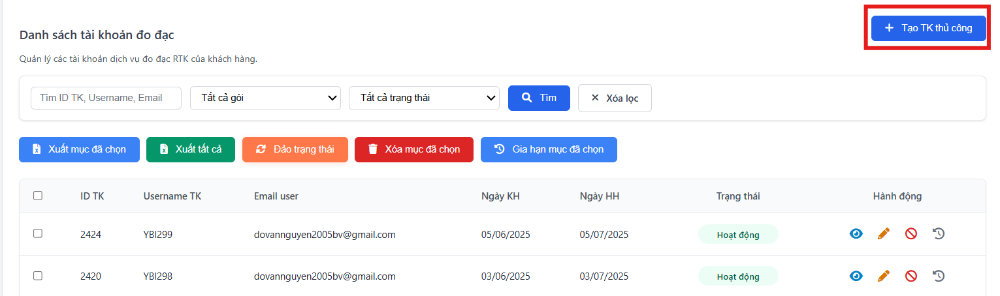 Tạo TK thủ công
Danh sách tài khoản đo đạc
Quản lý các tài khoản dịch vụ đo đạc RTK của khách hàng.
Tìm ID TK, Username, Email Tất cả gói Tất cả trạng thái Tìm Xóa lọc
Xuất mục đã chọn Xuất tất cả Đảo trạng thái Xóa mục đã chọn Gia hạn mục đã chọn
ID TK Username TK Email user Ngày KH Ngày HH Trạng thái Hành động
2424 YBI299 dovannguyen2005bv@gmail.com 05/06/2025 05/07/2025 Hoạt động
2420 YBI298 dovannguyen2005bv@gmail.com 03/06/2025 03/07/2025 Hoạt động